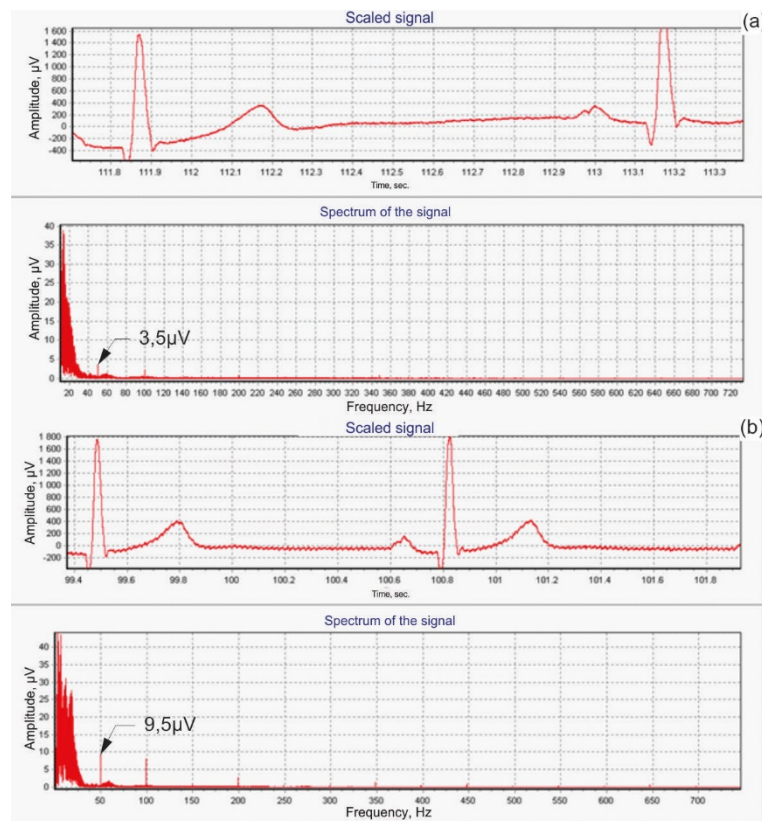 Scaled signal
(a)
Amplitude, µV
1 600
1 400
1 200
1 000
800
600
400
200
0
-200
-400
111.8 111.9 112 112.1 112.2 112.3 112.4 112.5 112.6 112.7 112.8 112.9 113 113.1 113.2 113.3
Time, sec.
Spectrum of the signal
Amplitude, µV
40
35
30
25
20
15
10
5
0
3,5µV
20 40 60 80 100 120 140 160 180 200 220 240 260 280 300 320 340 360 380 400 420 440 460 480 500 520 540 560 580 600 620 640 660 680 700 720
Frequency, Hz
Scaled signal
(b)
Amplitude, µV
1 800
1 600
1 400
1 200
1 000
800
600
400
200
0
-200
99.4 99.6 99.8 100 100.2 100.4 100.6 100.8 101 101.2 101.4 101.6 101.8
Time, sec.
Spectrum of the signal
Amplitude, µV
40
35
30
25
20
15
10
5
0
9,5µV
50 100 150 200 250 300 350 400 450 500 550 600 650 700
Frequency, Hz